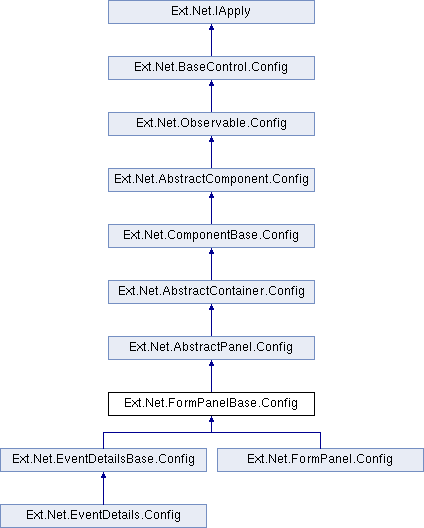 Ext.Net.IApply
Ext.Net.BaseControl.Config
Ext.Net.Observable.Config
Ext.Net.AbstractComponent.Config
Ext.Net.ComponentBase.Config
Ext.Net.AbstractContainer.Config
Ext.Net.AbstractPanel.Config
Ext.Net.FormPanelBase.Config
Ext.Net.EventDetailsBase.Config
Ext.Net.FormPanel.Config
Ext.Net.EventDetails.Config